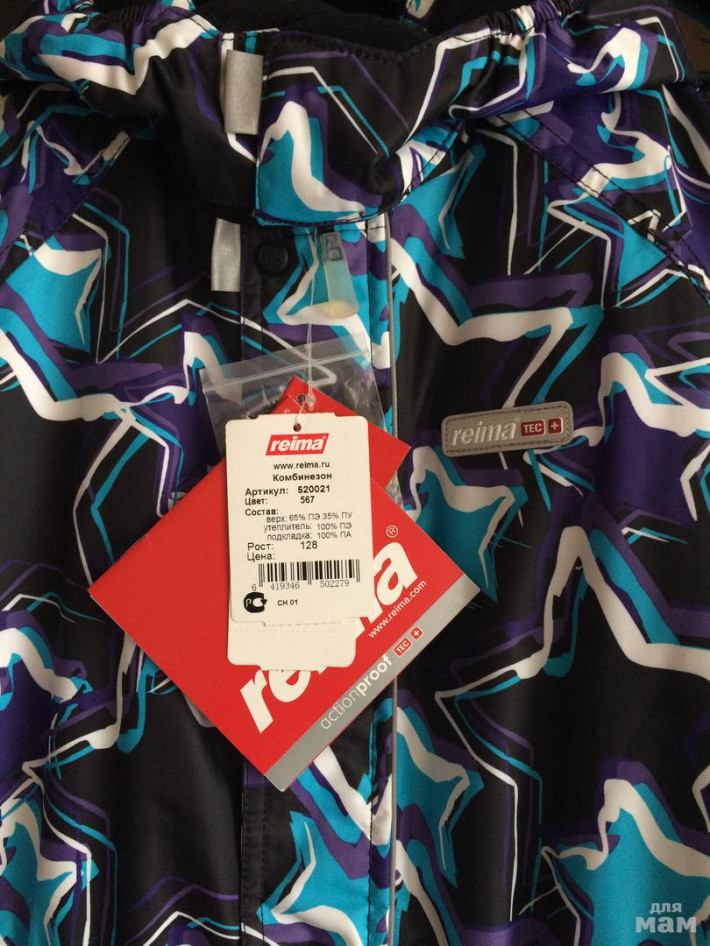 reima TEC +
reima
www.reima.ru
Комбинезон
Артикул: 520021
Цвет: 567
Состав:
верх: 65% ПЭ 35% ПУ
утеплитель: 100% ПЭ
подкладка: 100% ПА
Рост: 128
Цена:
6 419346 502279
СН 01
reima®
www.reima.com
actionproof TEC +
для
мам